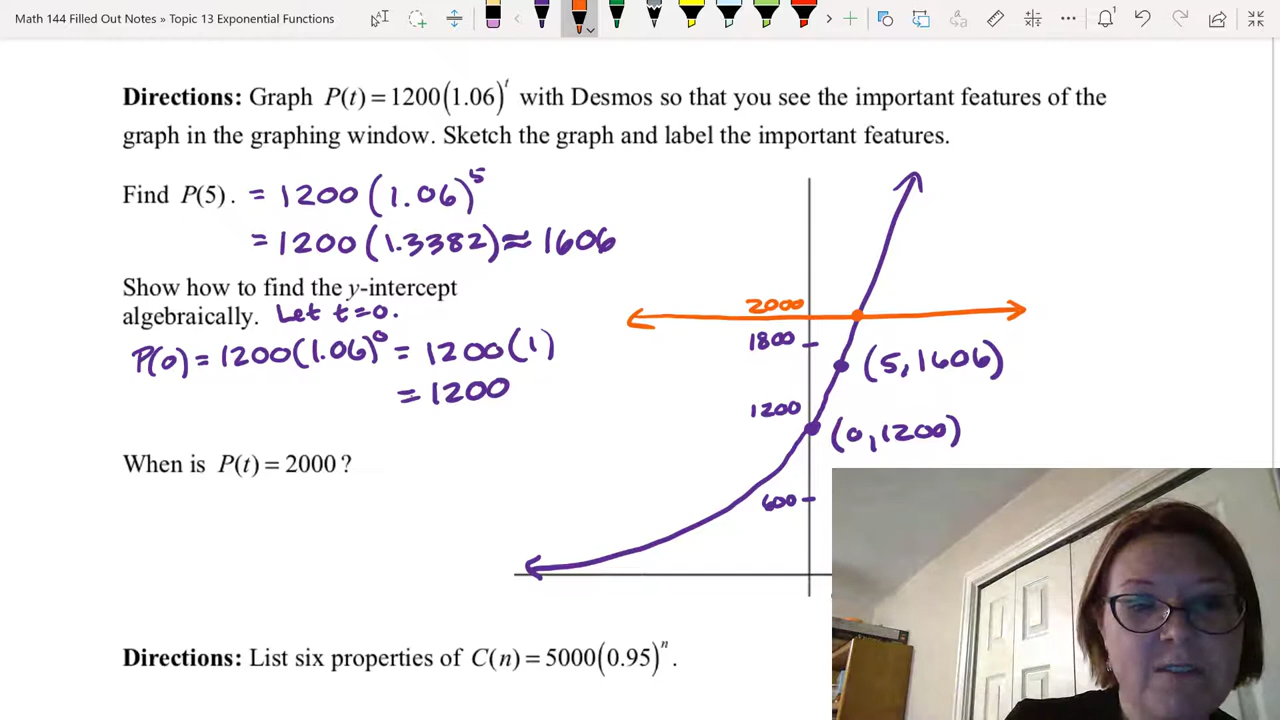 Math 144 Filled Out Notes » Topic 13 Exponential Functions
Directions: Graph P(t) = 1200(1.06)^t with Desmos so that you see the important features of the
graph in the graphing window. Sketch the graph and label the important features.
Find P(5). = 1200(1.06)^5
= 1200(1.3382) ≈ 1606
Show how to find the y-intercept
algebraically. Let t=0.
P(0) = 1200(1.06)^0 = 1200(1)
= 1200
When is P(t) = 2000?
2000
1800
(5, 1606)
1200
(0, 1200)
600
Directions: List six properties of C(n) = 5000(0.95)^n.